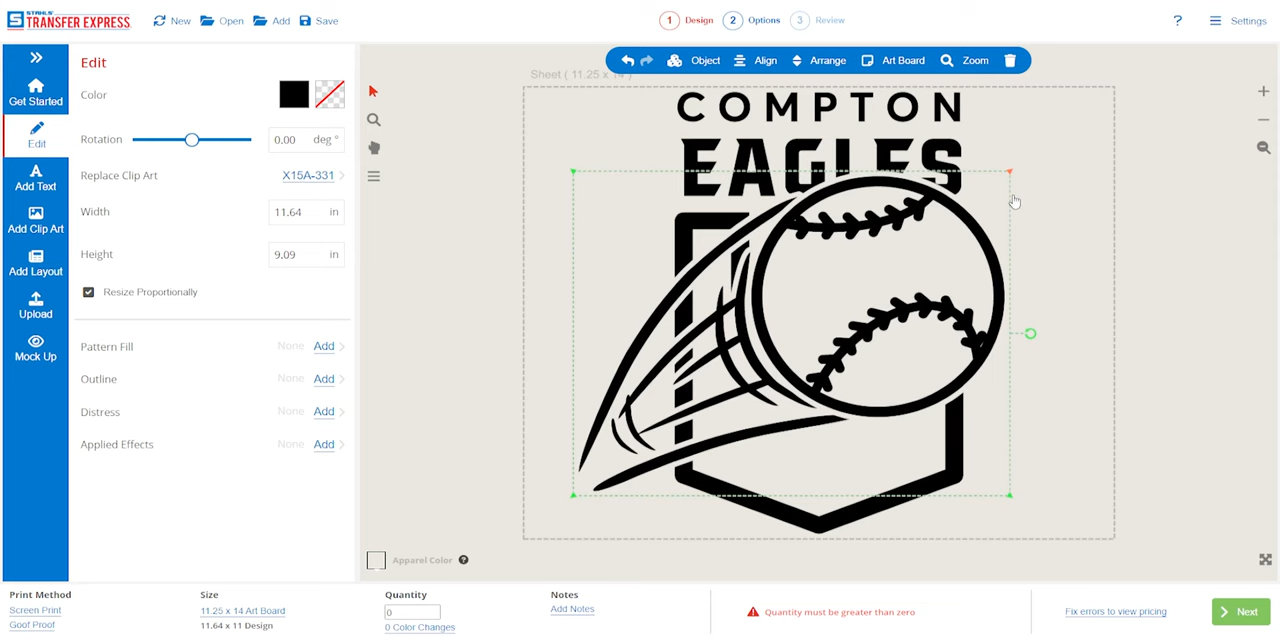 STAHLS'
TRANSFER EXPRESS
New
Open
Add
Save
1 Design
2 Options
3 Review
?
Settings
Get Started
Edit
Add Text
Add Clip Art
Add Layout
Upload
Mock Up
Edit
Color
Rotation
0.00 deg °
Replace Clip Art
X15A-331
Width
11.64 in
Height
9.09 in
Resize Proportionally
Pattern Fill None Add
Outline None Add
Distress None Add
Applied Effects None Add
Object
Align
Arrange
Art Board
Zoom
Sheet ( 11.25 x 14 )
COMPTON
EAGLES
Apparel Color ?
Print Method
Screen Print
Goof Proof
Size
11.25 x 14 Art Board
11.64 x 11 Design
Quantity
0
0 Color Changes
Notes
Add Notes
Quantity must be greater than zero
Fix errors to view pricing
Next